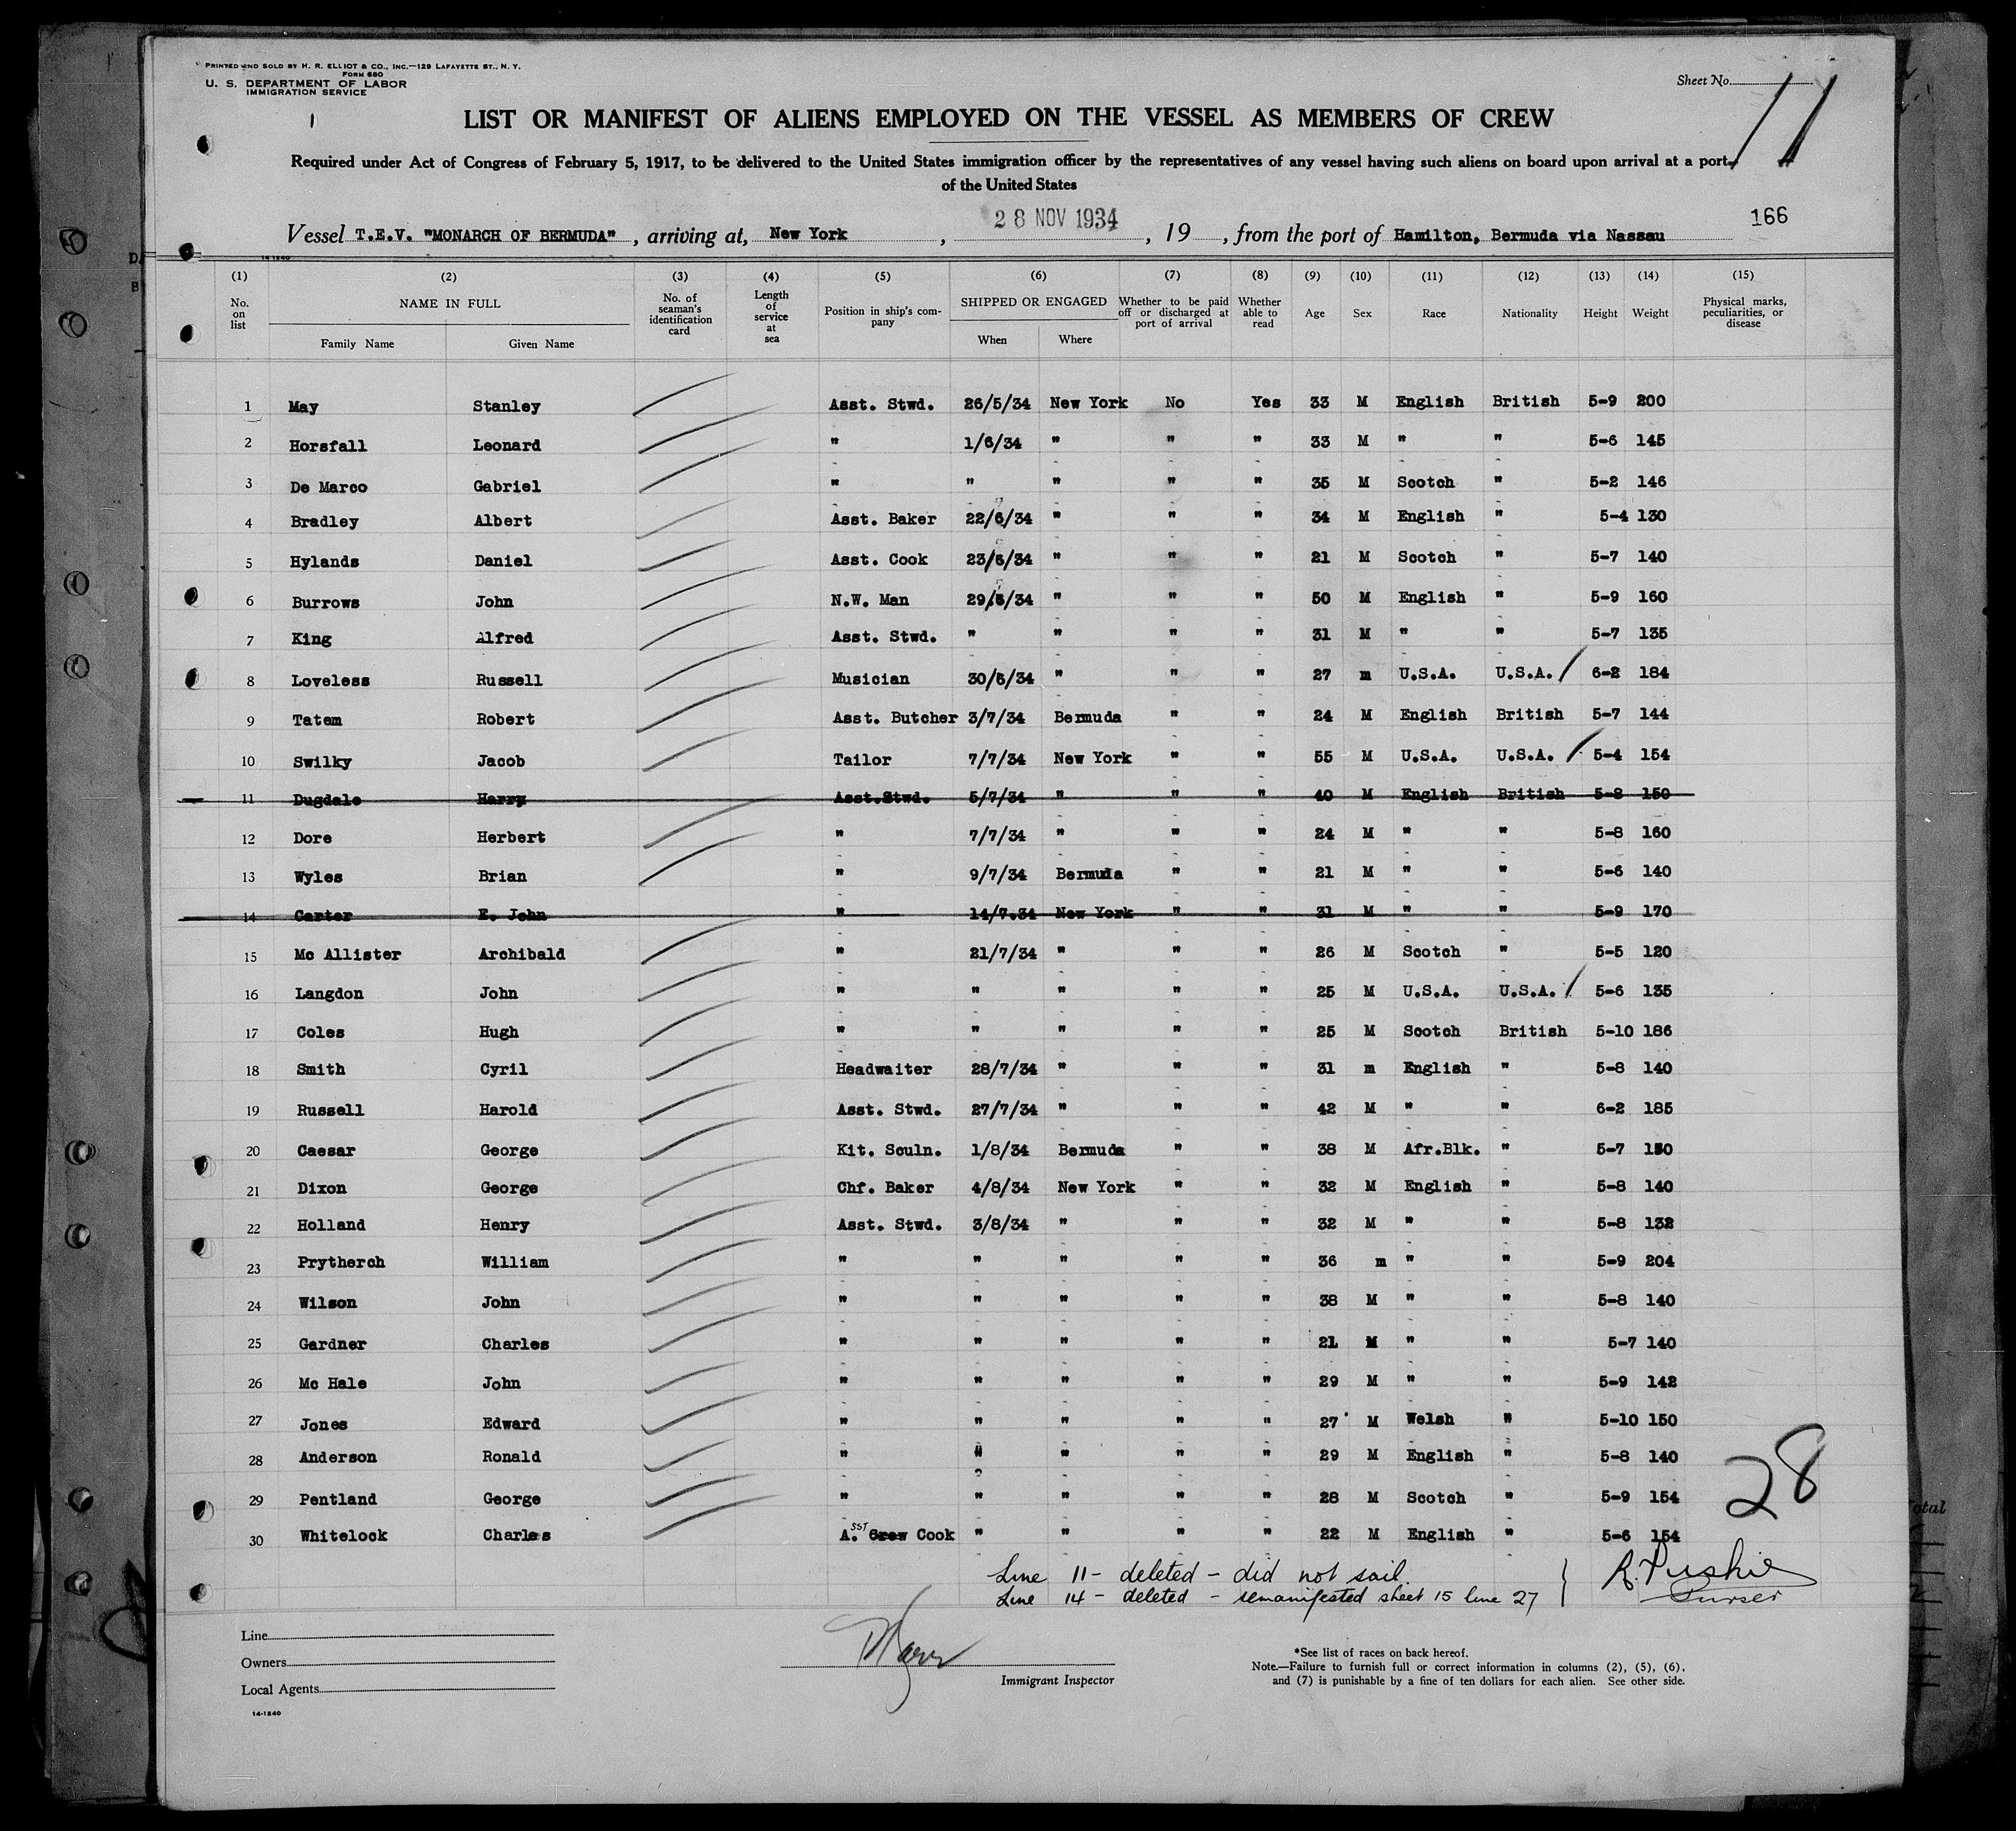 PRINTED AND SOLD BY H. R. ELLIOT & CO., INC.—129 LAFAYETTE ST., N. Y.
FORM 680
U. S. DEPARTMENT OF LABOR
IMMIGRATION SERVICE
Sheet No. 11
LIST OR MANIFEST OF ALIENS EMPLOYED ON THE VESSEL AS MEMBERS OF CREW
Required under Act of Congress of February 5, 1917, to be delivered to the United States immigration officer by the representatives of any vessel having such aliens on board upon arrival at a port
of the United States
166
Vessel T.E.V. "MONARCH OF BERMUDA", arriving at, New York, 28 NOV 1934, 19, from the port of Hamilton, Bermuda via Nassau
14-1240
(1) (2) (3) (4) (5) (6) (7) (8) (9) (10) (11) (12) (13) (14) (15)
No. on list NAME IN FULL Family Name Given Name No. of seaman's identification card Length of service at sea Position in ship's company SHIPPED OR ENGAGED When Where Whether to be paid off or discharged at port of arrival Whether able to read Age Sex Race Nationality Height Weight Physical marks, peculiarities, or disease
1 May Stanley Asst. Stwd. 26/5/34 New York No Yes 33 M English British 5-9 200
2 Horsfall Leonard " 1/6/34 " " " 33 M " " 5-6 145
3 De Marco Gabriel " " " " " 35 M Scotch " 5-2 146
4 Bradley Albert Asst. Baker 22/6/34 " " " 34 M English " 5-4 130
5 Hylands Daniel Asst. Cook 23/6/34 " " " 21 M Scotch " 5-7 140
6 Burrows John N.W. Man 29/6/34 " " " 50 M English " 5-9 160
7 King Alfred Asst. Stwd. " " " " 31 M " " 5-7 135
8 Loveless Russell Musician 30/6/34 " " " 27 m U.S.A. U.S.A. 6-2 184
9 Tatem Robert Asst. Butcher 3/7/34 Bermuda " " 24 M English British 5-7 144
10 Swilky Jacob Tailor 7/7/34 New York " " 55 M U.S.A. U.S.A. 5-4 154
11 Dugdale Harry Asst.Stwd. 5/7/34 " " " 40 M English British 5-8 150
12 Dore Herbert " 7/7/34 " " " 24 M " " 5-8 160
13 Wyles Brian " 9/7/34 Bermuda " " 21 M " " 5-6 140
14 Carter E. John " 14/7.34 New York " " 31 M " " 5-9 170
15 Mc Allister Archibald " 21/7/34 " " " 26 M Scotch " 5-5 120
16 Langdon John " " " " " 25 M U.S.A. U.S.A. 5-6 135
17 Coles Hugh " " " " " 25 M Scotch British 5-10 186
18 Smith Cyril Headwaiter 28/7/34 " " " 31 m English " 5-8 140
19 Russell Harold Asst. Stwd. 27/7/34 " " " 42 M " " 6-2 185
20 Caesar George Kit. Sculn. 1/8/34 Bermuda " " 38 M Afr.Blk. " 5-7 150
21 Dixon George Chf. Baker 4/8/34 New York " " 32 M English " 5-8 140
22 Holland Henry Asst. Stwd. 3/8/34 " " " 32 M " " 5-8 132
23 Prytherch William " " " " " 36 m " " 5-9 204
24 Wilson John " " " " " 38 M " " 5-8 140
25 Gardner Charles " " " " " 21 M " " 5-7 140
26 Mc Hale John " " " " " 29 M " " 5-9 142
27 Jones Edward " " " " " 27 M Welsh " 5-10 150
28 Anderson Ronald " " " " " 29 M English " 5-8 140
29 Pentland George " " " " " 28 M Scotch " 5-9 154
30 Whitelock Charles A.SST Crew Cook " " " " 22 M English " 5-6 154
28
Line 11 - deleted - did not sail.
Line 14 - deleted - remanifested sheet 15 line 27
Purser
Line
Owners
Local Agents
14-1240
Immigrant Inspector
*See list of races on back hereof.
Note.—Failure to furnish full or correct information in columns (2), (5), (6),
and (7) is punishable by a fine of ten dollars for each alien. See other side.